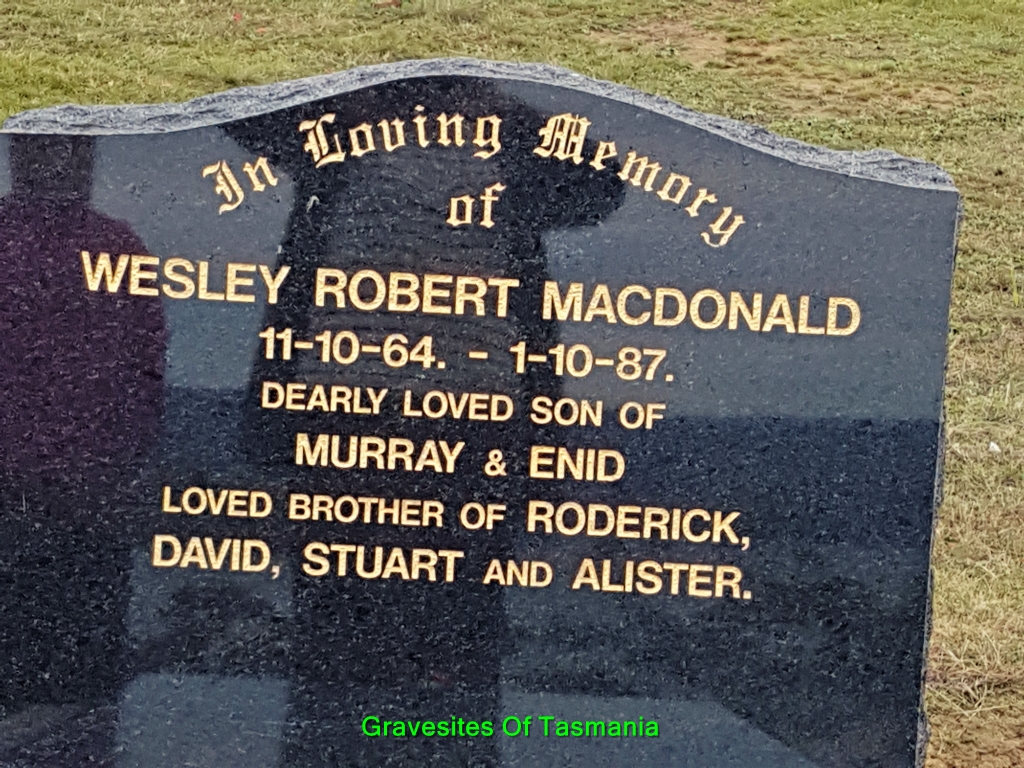 In Loving Memory
of
WESLEY ROBERT MACDONALD
11-10-64. - 1-10-87.
DEARLY LOVED SON OF
MURRAY & ENID
LOVED BROTHER OF RODERICK,
DAVID, STUART AND ALISTER.
Gravesites Of Tasmania